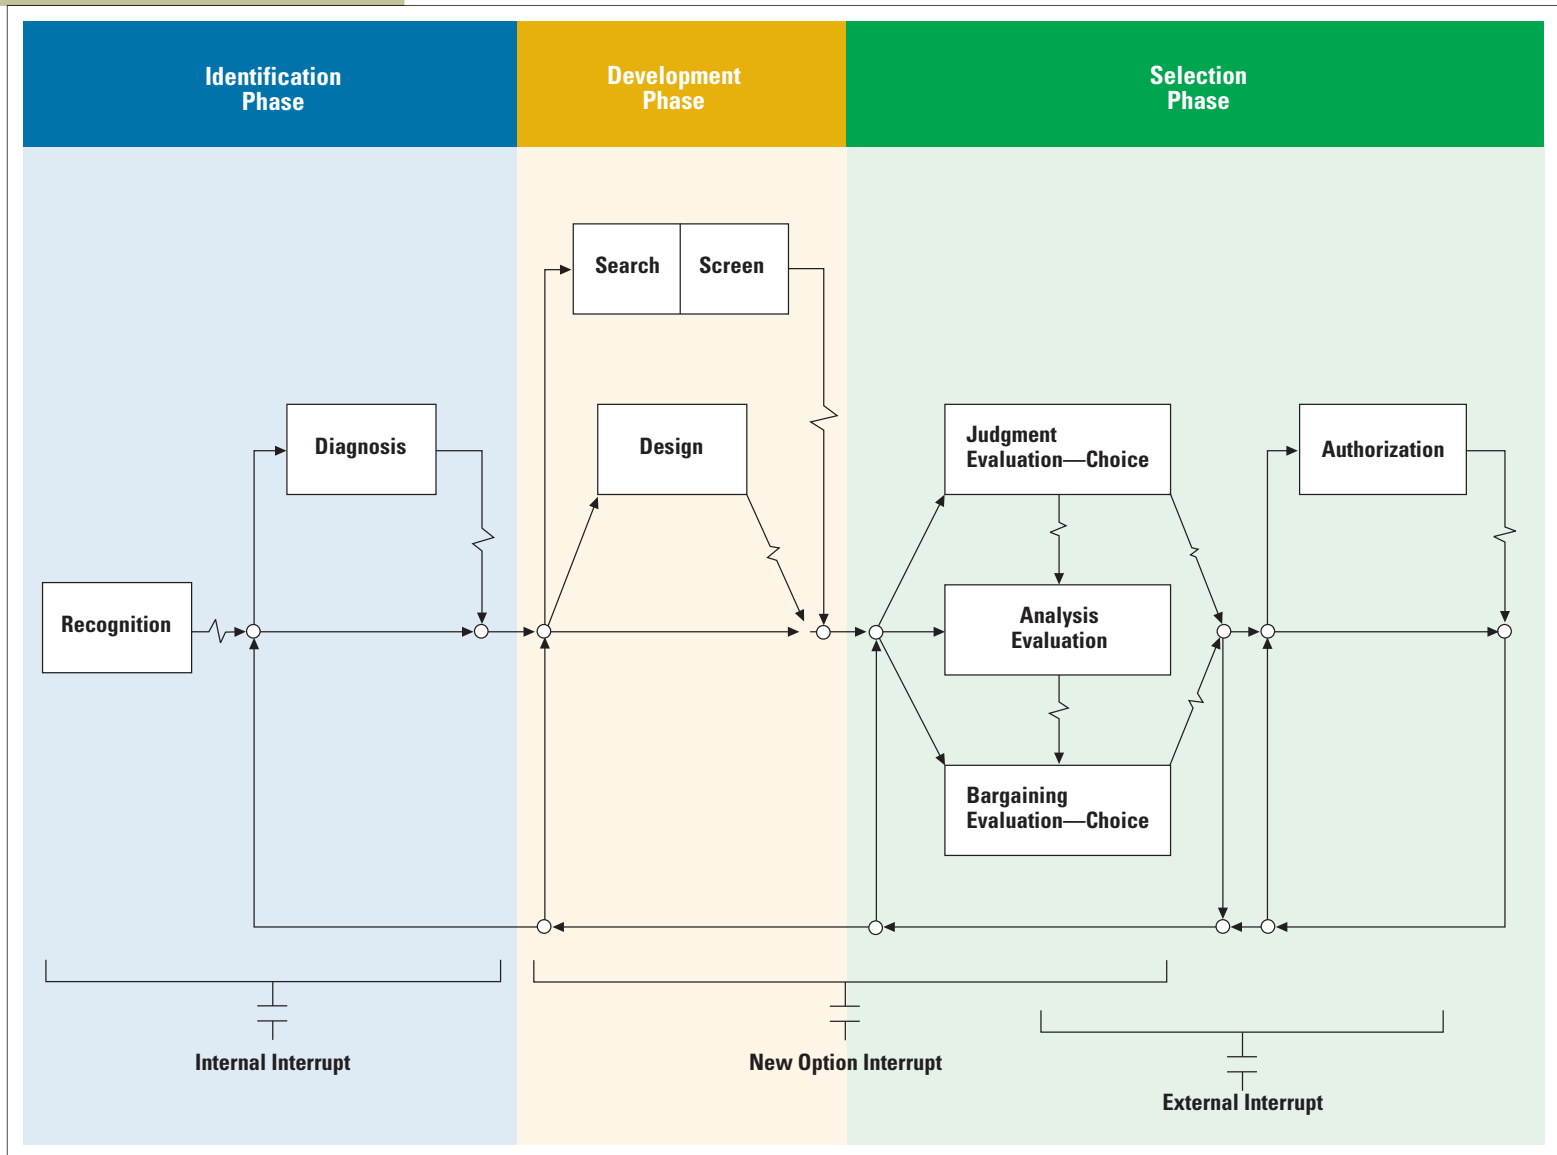 Identification
Phase
Development
Phase
Selection
Phase
Search
Screen
Diagnosis
Design
Judgment
Evaluation—Choice
Authorization
Recognition
Analysis
Evaluation
Bargaining
Evaluation—Choice
Internal Interrupt
New Option Interrupt
External Interrupt